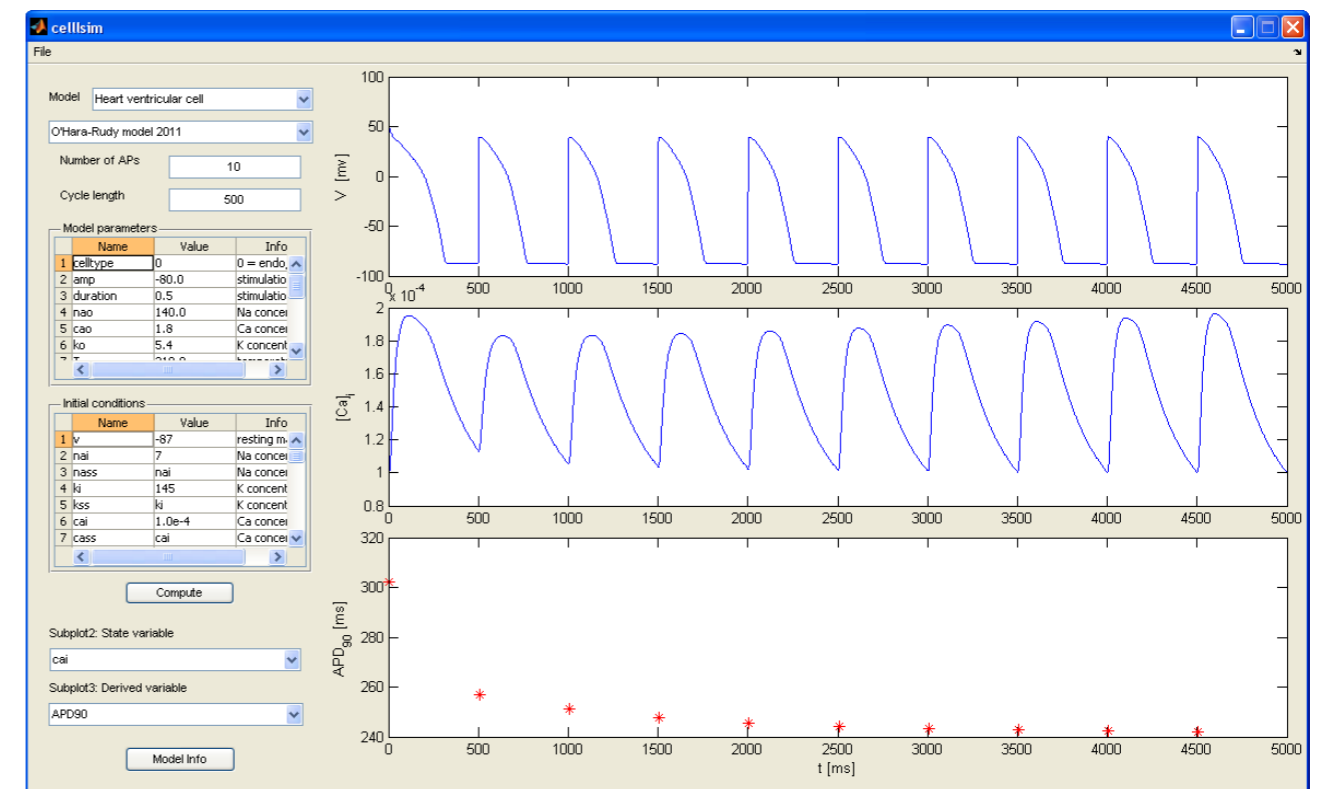 celllsim
File
Model Heart ventricular cell
O'Hara-Rudy model 2011
Number of APs 10
Cycle length 500
Model parameters
Name Value Info
1 celltype 0 0 = endo,
2 amp -80.0 stimulatio
3 duration 0.5 stimulatio
4 nao 140.0 Na concer
5 cao 1.8 Ca concer
6 ko 5.4 K concent
Initial conditions
Name Value Info
1 v -87 resting m
2 nai 7 Na concer
3 nass nai Na concer
4 ki 145 K concent
5 kss ki K concent
6 cai 1.0e-4 Ca concer
7 cass cai Ca concer
Compute
Subplot2: State variable
cai
Subplot3: Derived variable
APD90
Model Info
100
50
0
-50
-100
V [mv]
0 500 1000 1500 2000 2500 3000 3500 4000 4500 5000
x 10-4
2
1.8
1.6
1.4
1.2
1
0.8
[Ca]i
0 500 1000 1500 2000 2500 3000 3500 4000 4500 5000
320
300
280
260
240
APD90 [ms]
0 500 1000 1500 2000 2500 3000 3500 4000 4500 5000
t [ms]